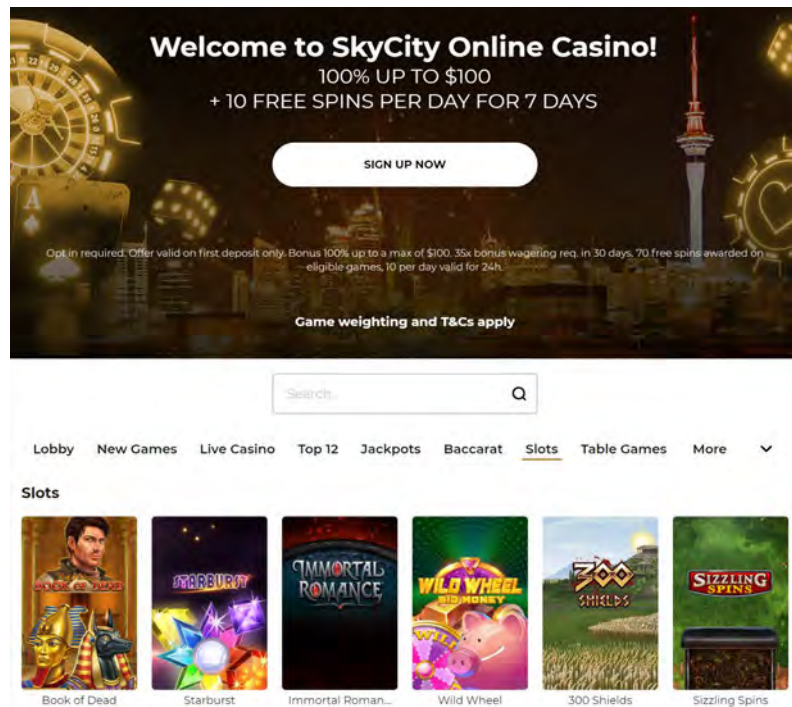 Welcome to SkyCity Online Casino!
100% UP TO $100
+ 10 FREE SPINS PER DAY FOR 7 DAYS
SIGN UP NOW
Opt in required. Offer valid on first deposit only. Bonus 100% up to a max of $100. 35x bonus wagering req. in 30 days. 70 free spins awarded on
eligible games, 10 per day valid for 24h.
Game weighting and T&Cs apply
Search...
Lobby New Games Live Casino Top 12 Jackpots Baccarat Slots Table Games More
Slots
BOOK OF DEAD STARBURST IMMORTAL ROMANCE WILD WHEEL BIG MONEY WILL 300 SHIELDS SIZZLING SPINS
Book of Dead Starburst Immortal Roman... Wild Wheel 300 Shields Sizzling Spins